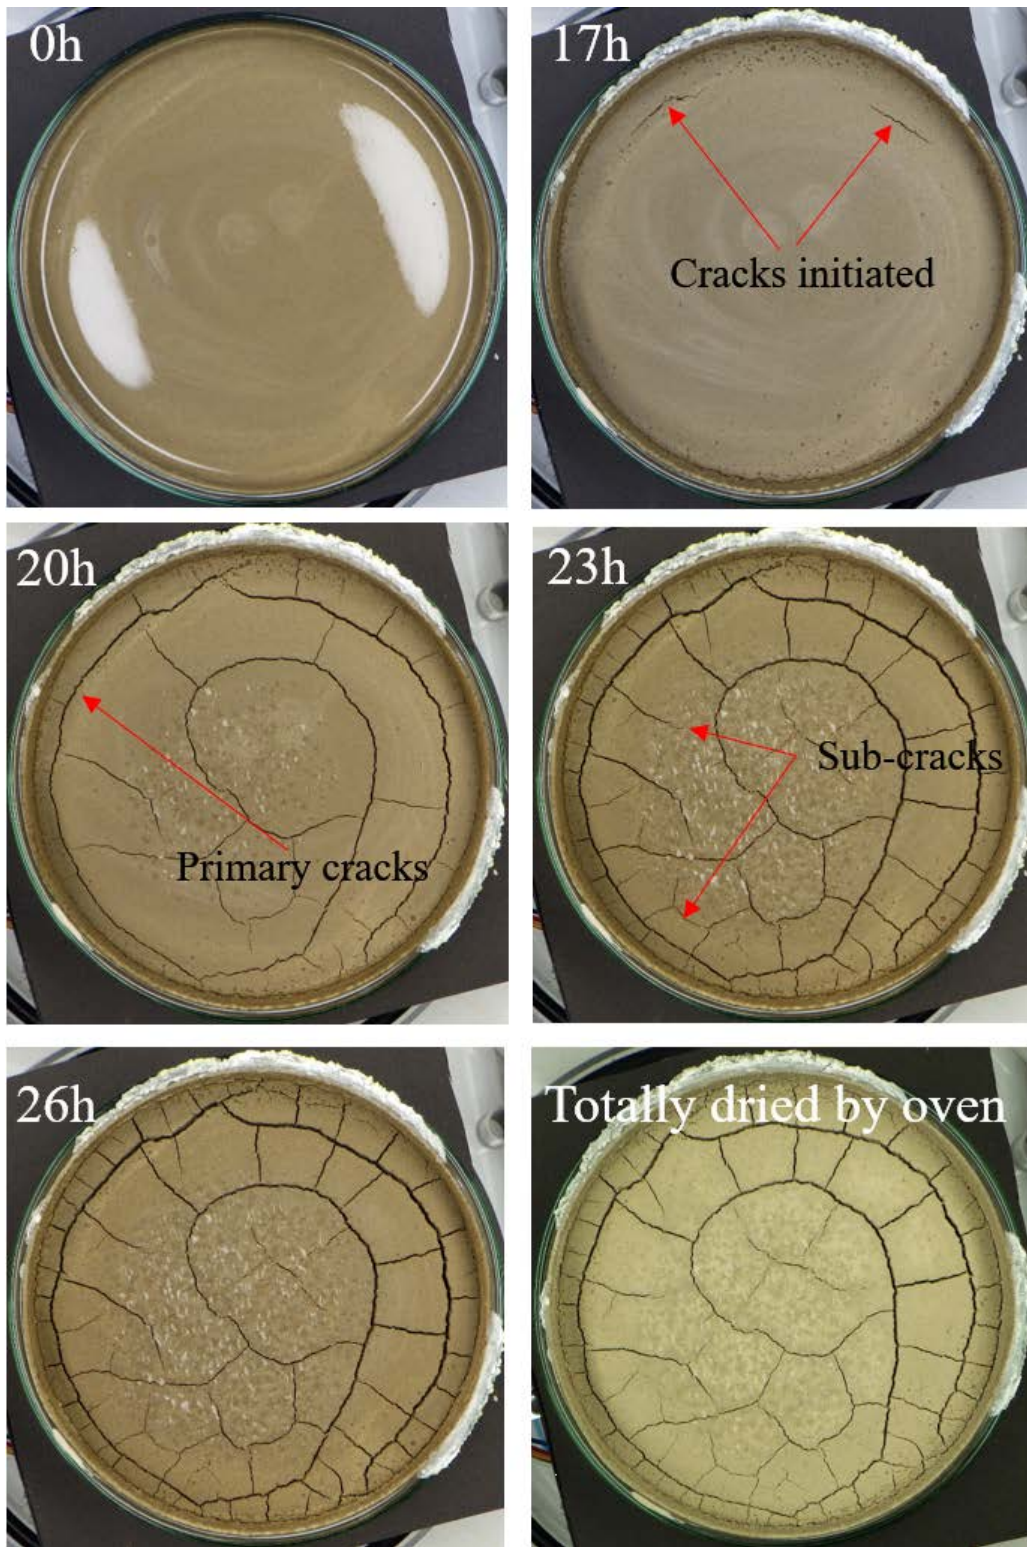 0h
17h
Cracks initiated
20h
Primary cracks
23h
Sub-cracks
26h
Totally dried by oven